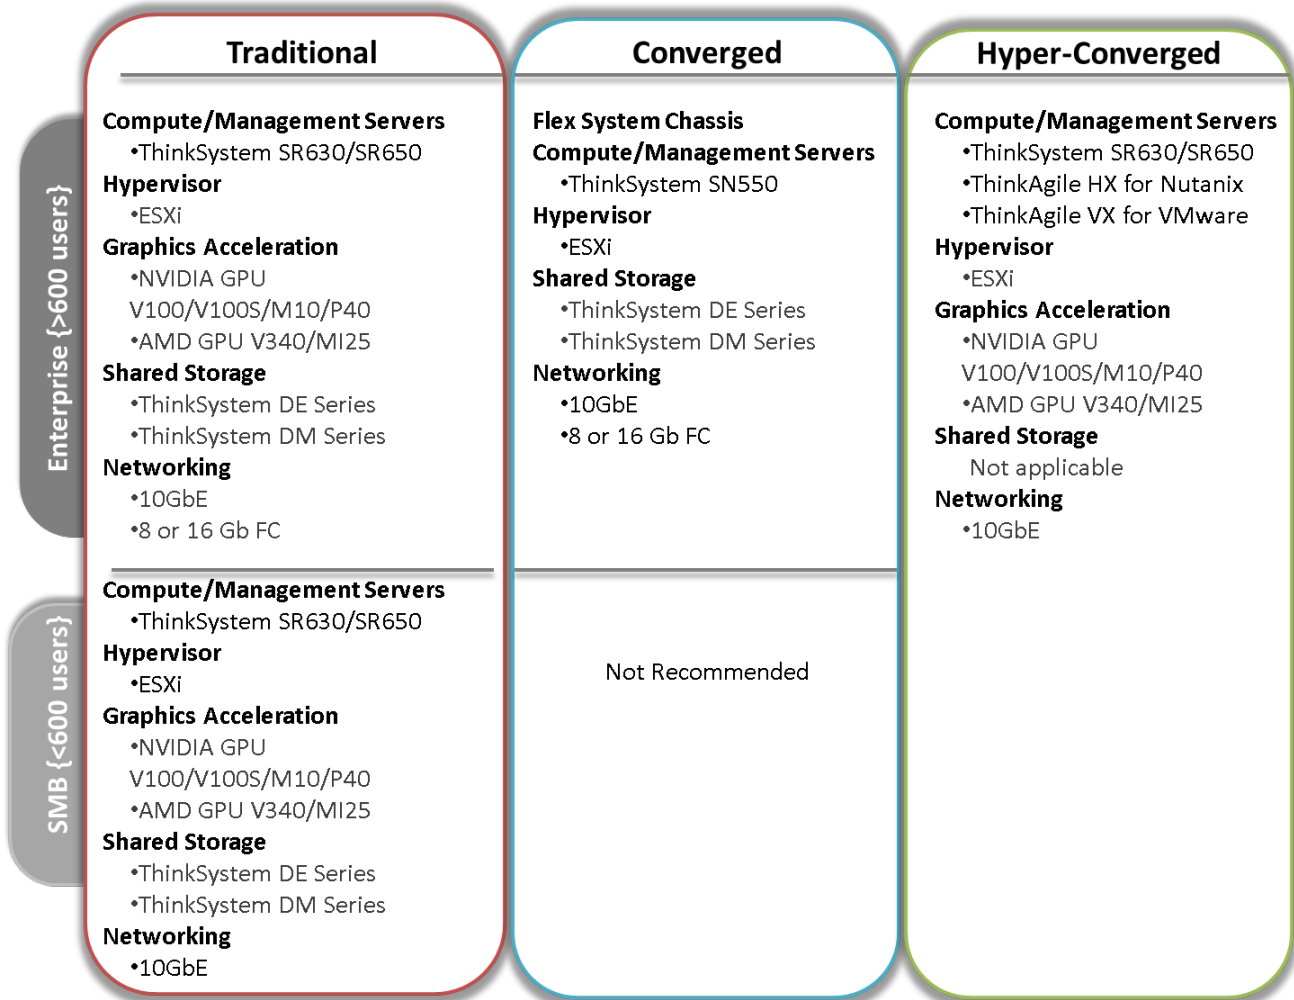 Traditional
Compute/Management Servers
•ThinkSystem SR630/SR650
Hypervisor
•ESXi
Graphics Acceleration
•NVIDIA GPU
V100/V100S/M10/P40
•AMD GPU V340/MI25
Shared Storage
•ThinkSystem DE Series
•ThinkSystem DM Series
Networking
•10GbE
•8 or 16 Gb FC
Compute/Management Servers
•ThinkSystem SR630/SR650
Hypervisor
•ESXi
Graphics Acceleration
•NVIDIA GPU
V100/V100S/M10/P40
•AMD GPU V340/MI25
Shared Storage
•ThinkSystem DE Series
•ThinkSystem DM Series
Networking
•10GbE
Converged
Flex System Chassis
Compute/Management Servers
•ThinkSystem SN550
Hypervisor
•ESXi
Shared Storage
•ThinkSystem DE Series
•ThinkSystem DM Series
Networking
•10GbE
•8 or 16 Gb FC
Not Recommended
Hyper-Converged
Compute/Management Servers
•ThinkSystem SR630/SR650
•ThinkAgile HX for Nutanix
•ThinkAgile VX for VMware
Hypervisor
•ESXi
Graphics Acceleration
•NVIDIA GPU
V100/V100S/M10/P40
•AMD GPU V340/MI25
Shared Storage
Not applicable
Networking
•10GbE
Enterprise {>600 users}
SMB {<600 users}